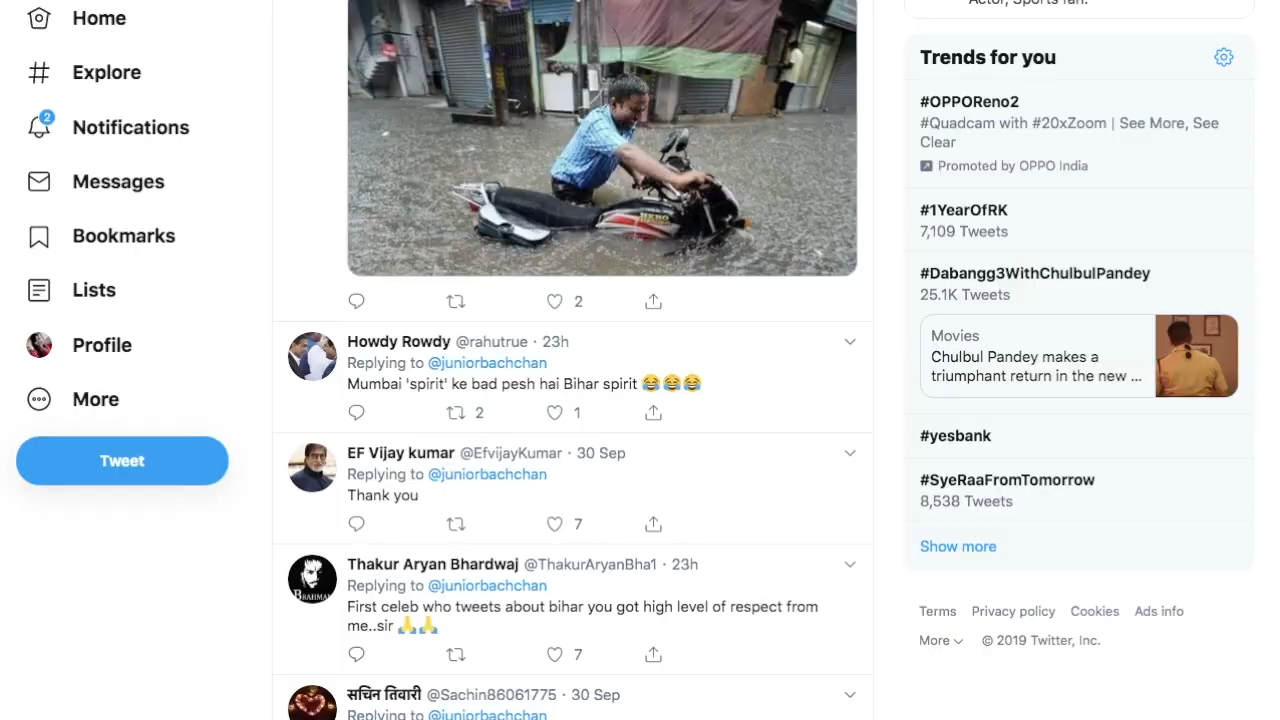 Home
Explore
2
Notifications
Messages
Bookmarks
Lists
Profile
More
Tweet
HERO
2
Howdy Rowdy @rahutrue · 23h
Replying to @juniorbachchan
Mumbai 'spirit' ke bad pesh hai Bihar spirit 😂😂😂
2 1
EF Vijay kumar @EfvijayKumar · 30 Sep
Replying to @juniorbachchan
Thank you
7
BRAHMAN
Thakur Aryan Bhardwaj @ThakurAryanBha1 · 23h
Replying to @juniorbachchan
First celeb who tweets about bihar you got high level of respect from
me..sir 🙏🙏
7
सचिन तिवारी @Sachin86061775 · 30 Sep
Replying to @juniorbachchan
Actor, Sports fan.
Trends for you
#OPPOReno2
#Quadcam with #20xZoom | See More, See
Clear
Promoted by OPPO India
#1YearOfRK
7,109 Tweets
#Dabangg3WithChulbulPandey
25.1K Tweets
Movies
Chulbul Pandey makes a
triumphant return in the new ...
#yesbank
#SyeRaaFromTomorrow
8,538 Tweets
Show more
Terms Privacy policy Cookies Ads info
More © 2019 Twitter, Inc.